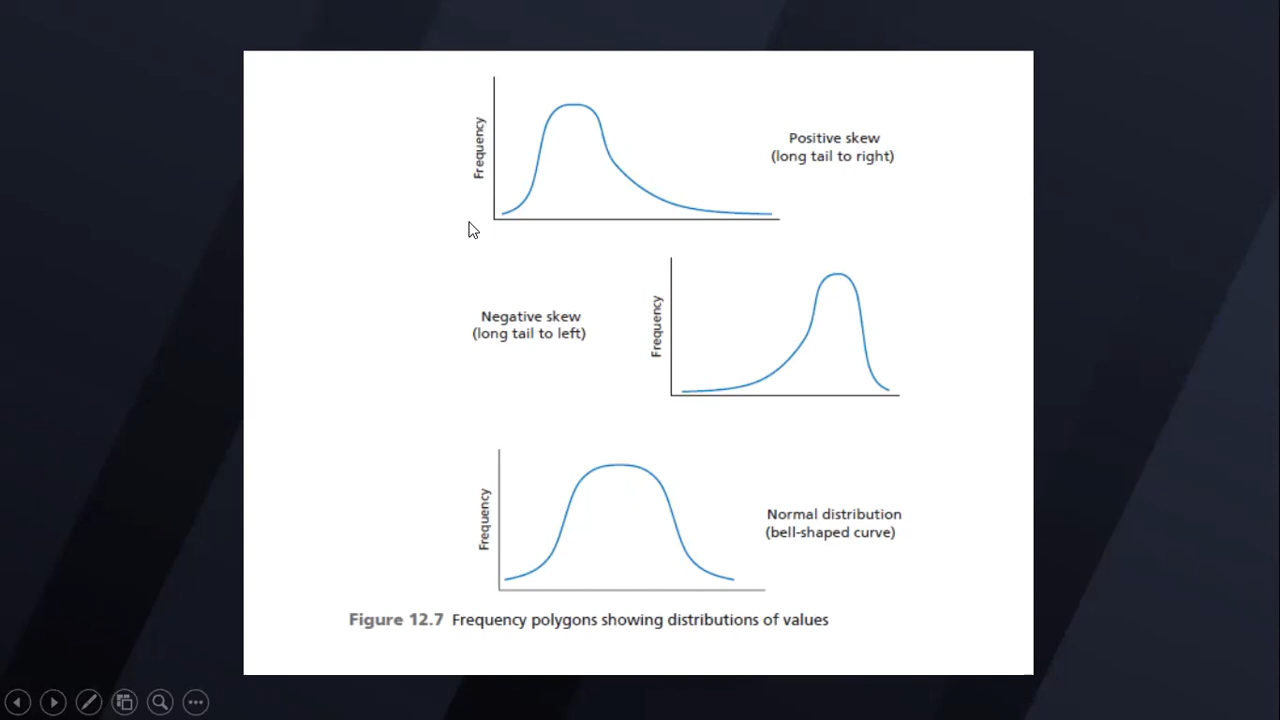 Frequency
Positive skew
(long tail to right)
Negative skew
(long tail to left)
Frequency
Frequency
Normal distribution
(bell-shaped curve)
Figure 12.7 Frequency polygons showing distributions of values